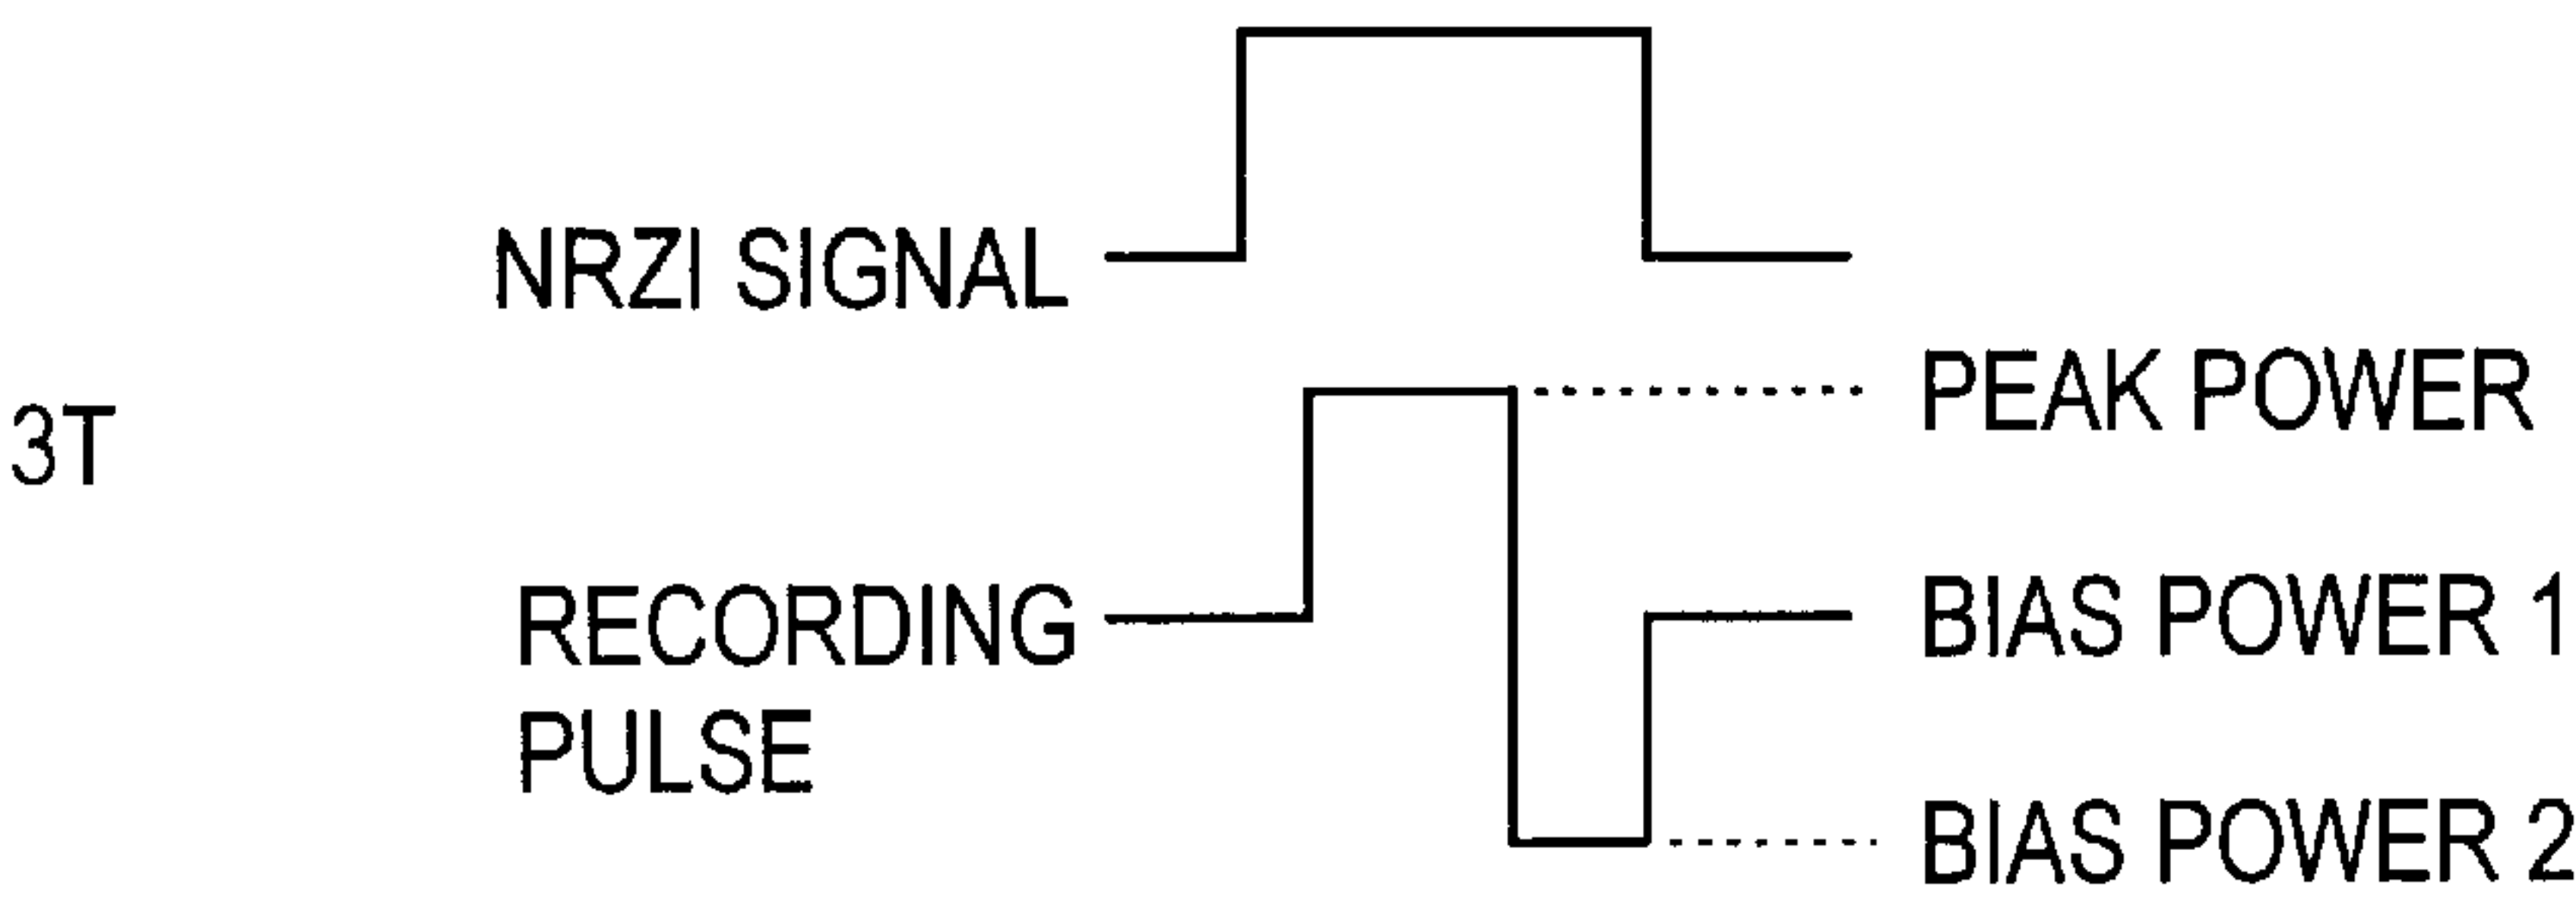 NRZI SIGNAL
PEAK POWER
3T
RECORDING
PULSE
BIAS POWER 1
BIAS POWER 2